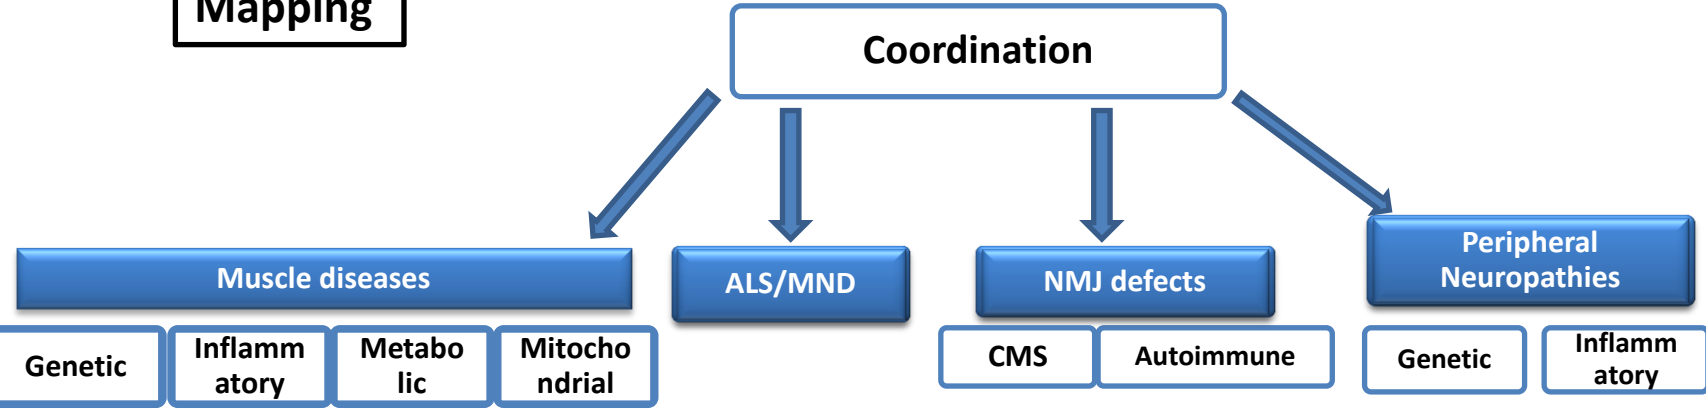 Mapping
Coordination
Muscle diseases
ALS/MND
NMJ defects
Peripheral
Neuropathies
Genetic
Inflamm
atory
Metabo
lic
Mitocho
ndrial
CMS
Autoimmune
Genetic
Inflamm
atory